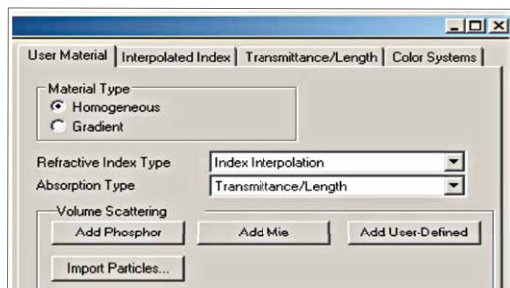 User Material Interpolated Index Transmittance/Length Color Systems
Material Type
Homogeneous
Gradient
Refractive Index Type Index Interpolation
Absorption Type Transmittance/Length
Volume Scattering
Add Phosphor Add Mie Add User-Defined
Import Particles...